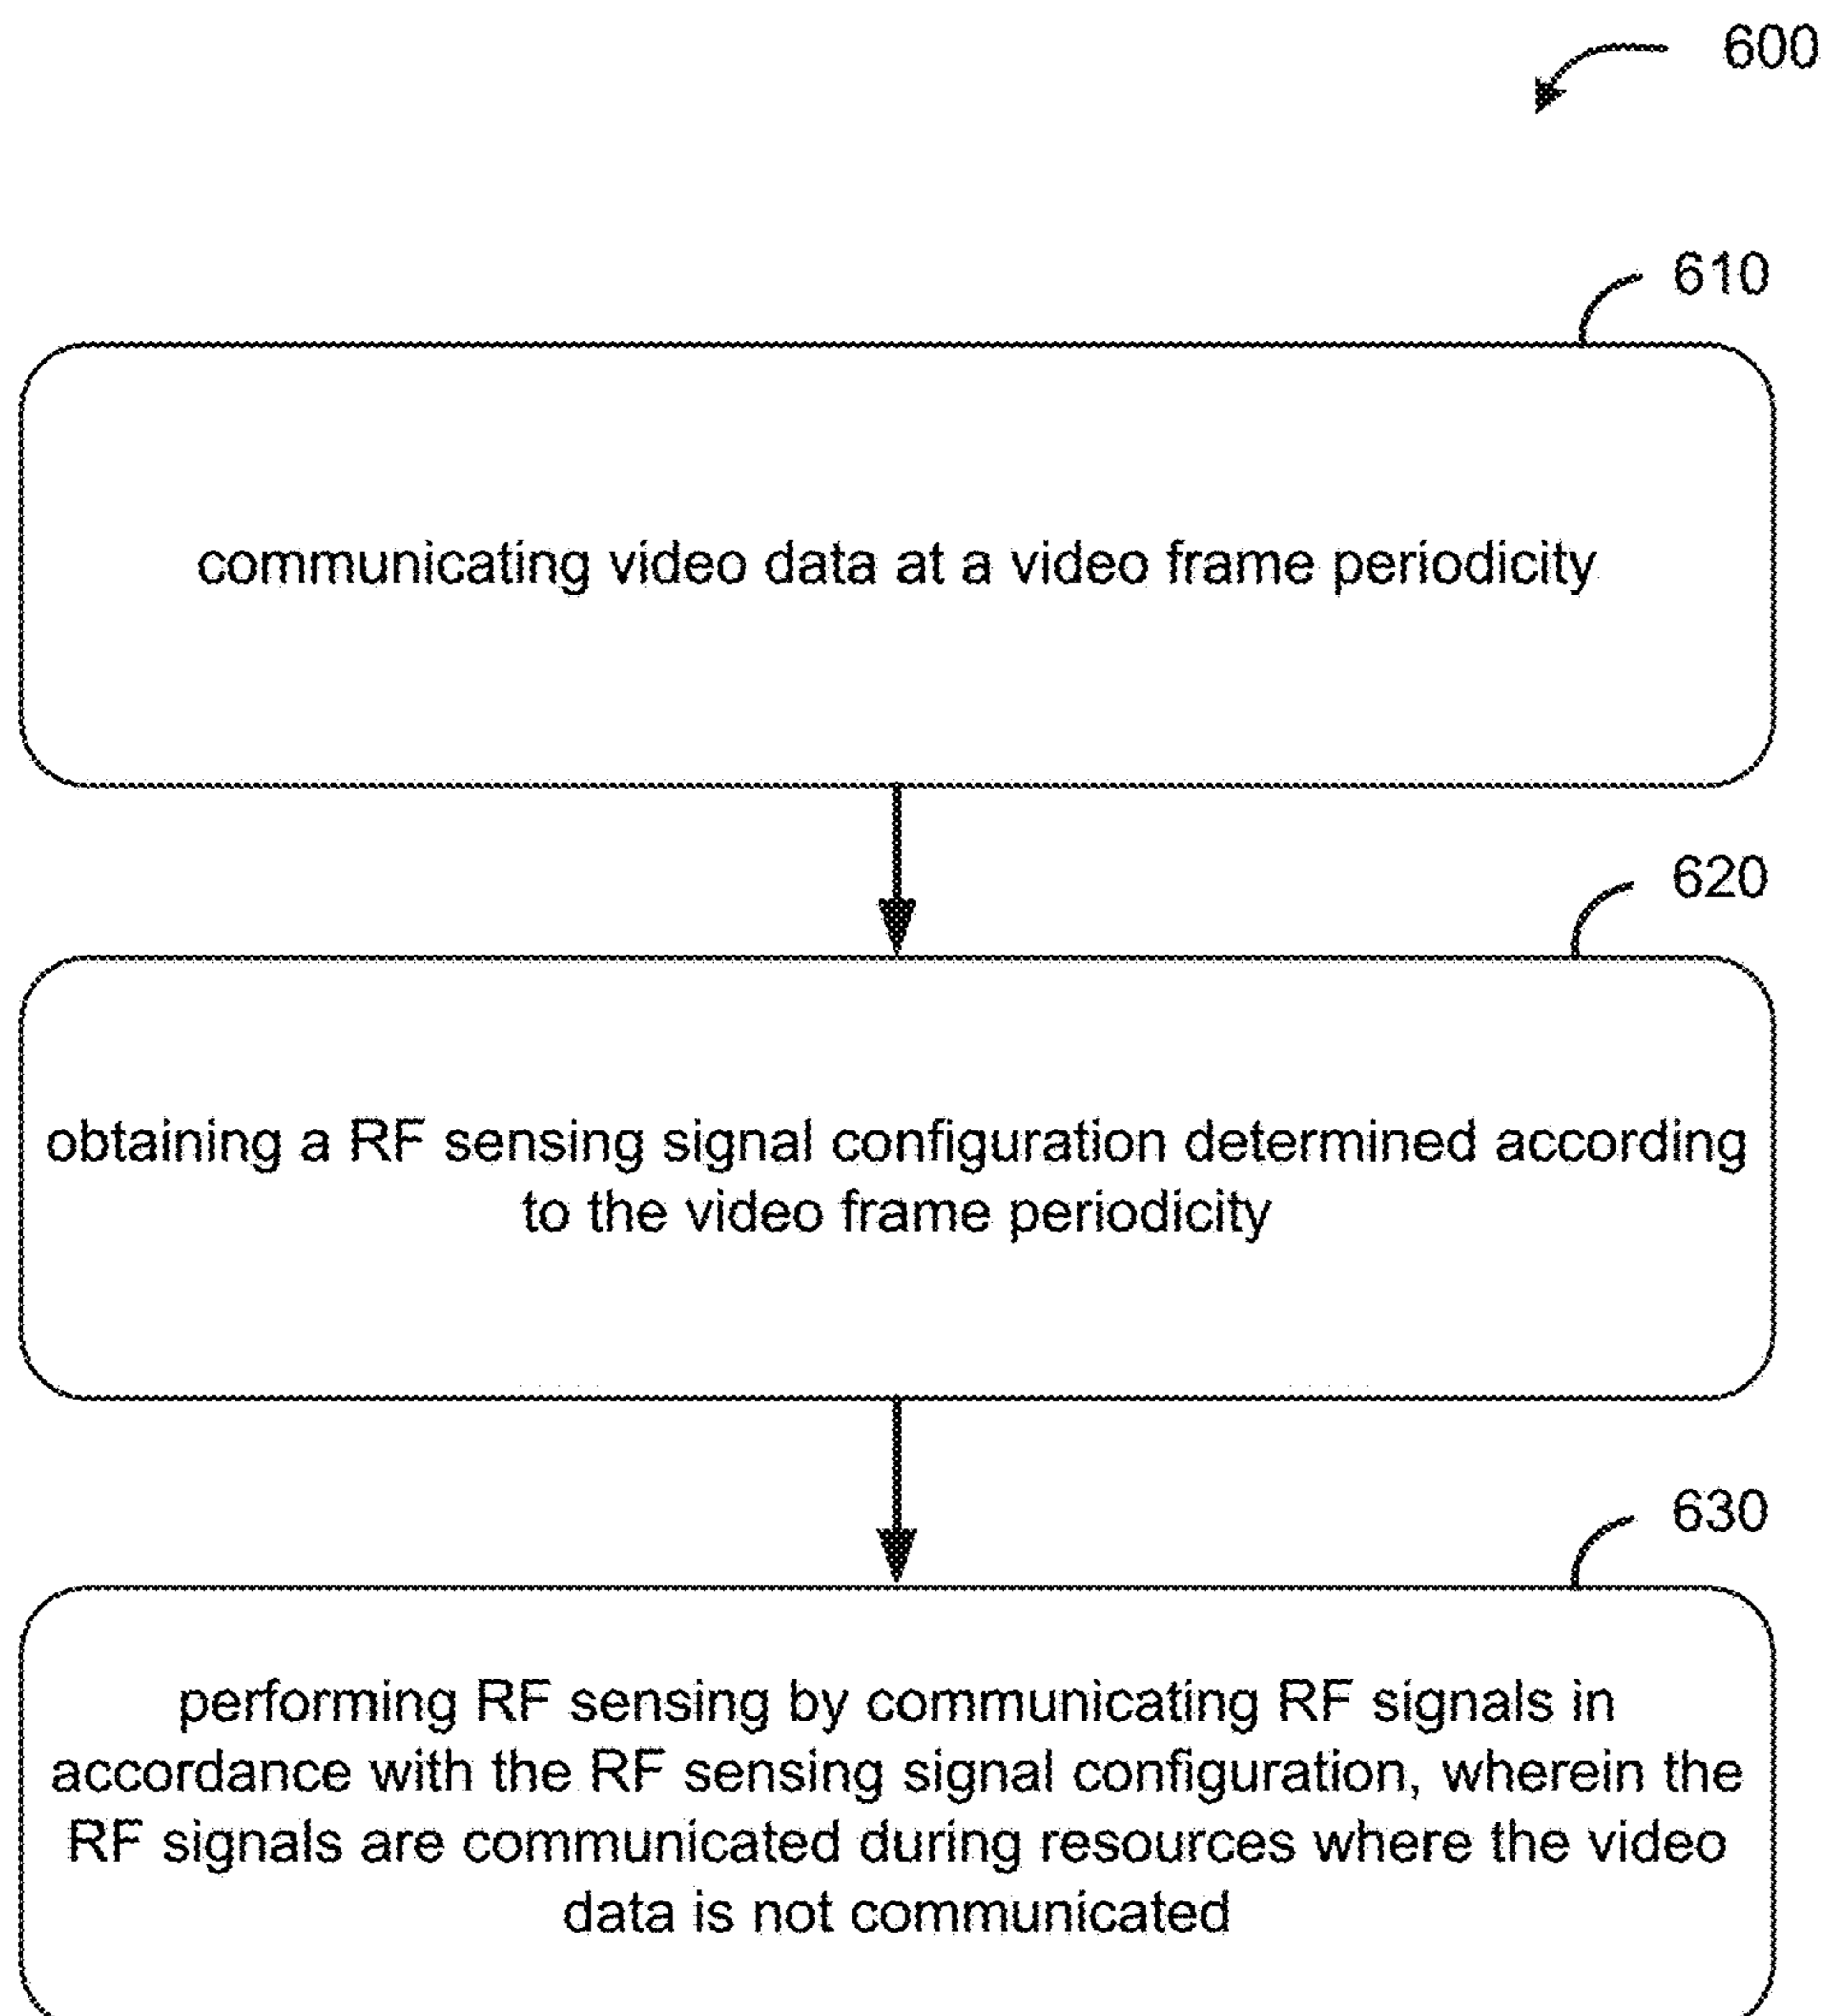 600
610
communicating video data at a video frame periodicity
620
obtaining a RF sensing signal configuration determined according
to the video frame periodicity
630
performing RF sensing by communicating RF signals in
accordance with the RF sensing signal configuration, wherein the
RF signals are communicated during resources where the video
data is not communicated